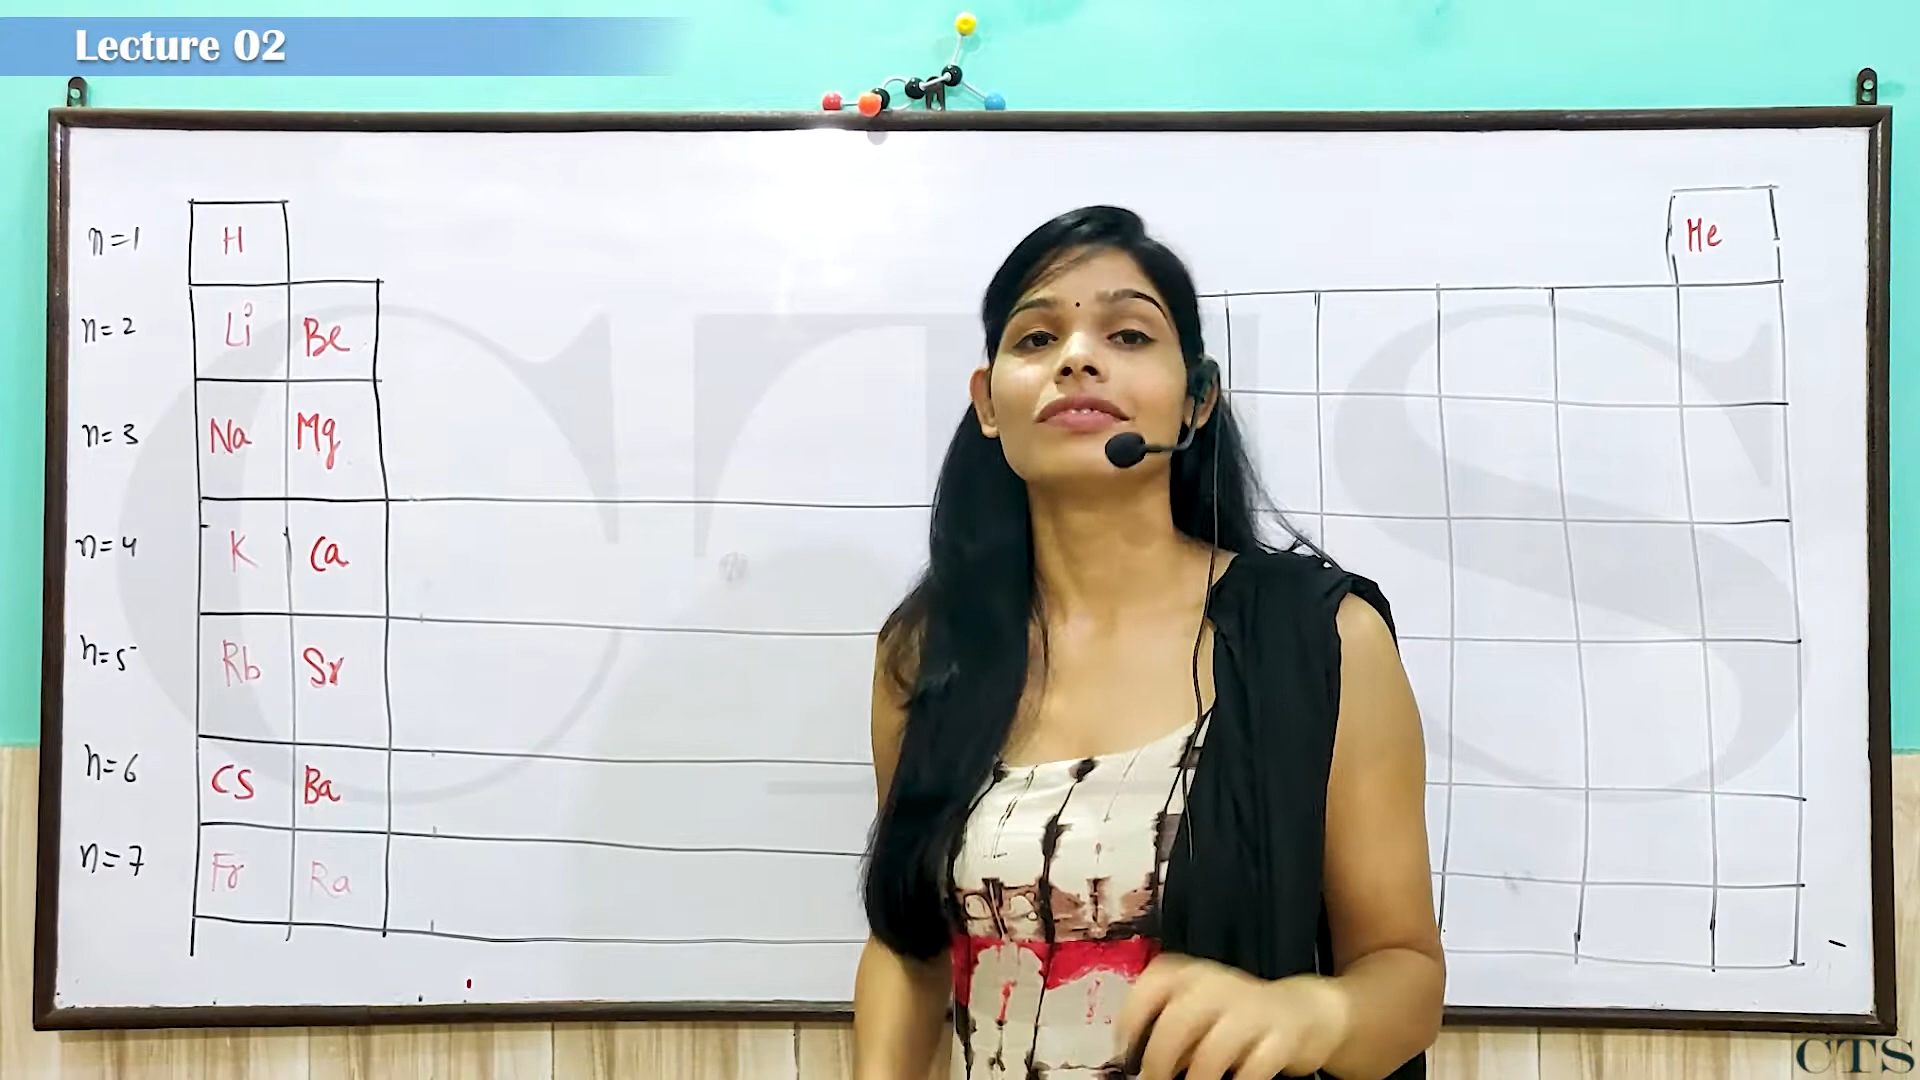 Lecture 02
n=1 H He
n=2 Li Be
n=3 Na Mg
n=4 K Ca
n=5 Rb Sr
n=6 CS Ba
n=7 Fr Ra
CTS
CTS